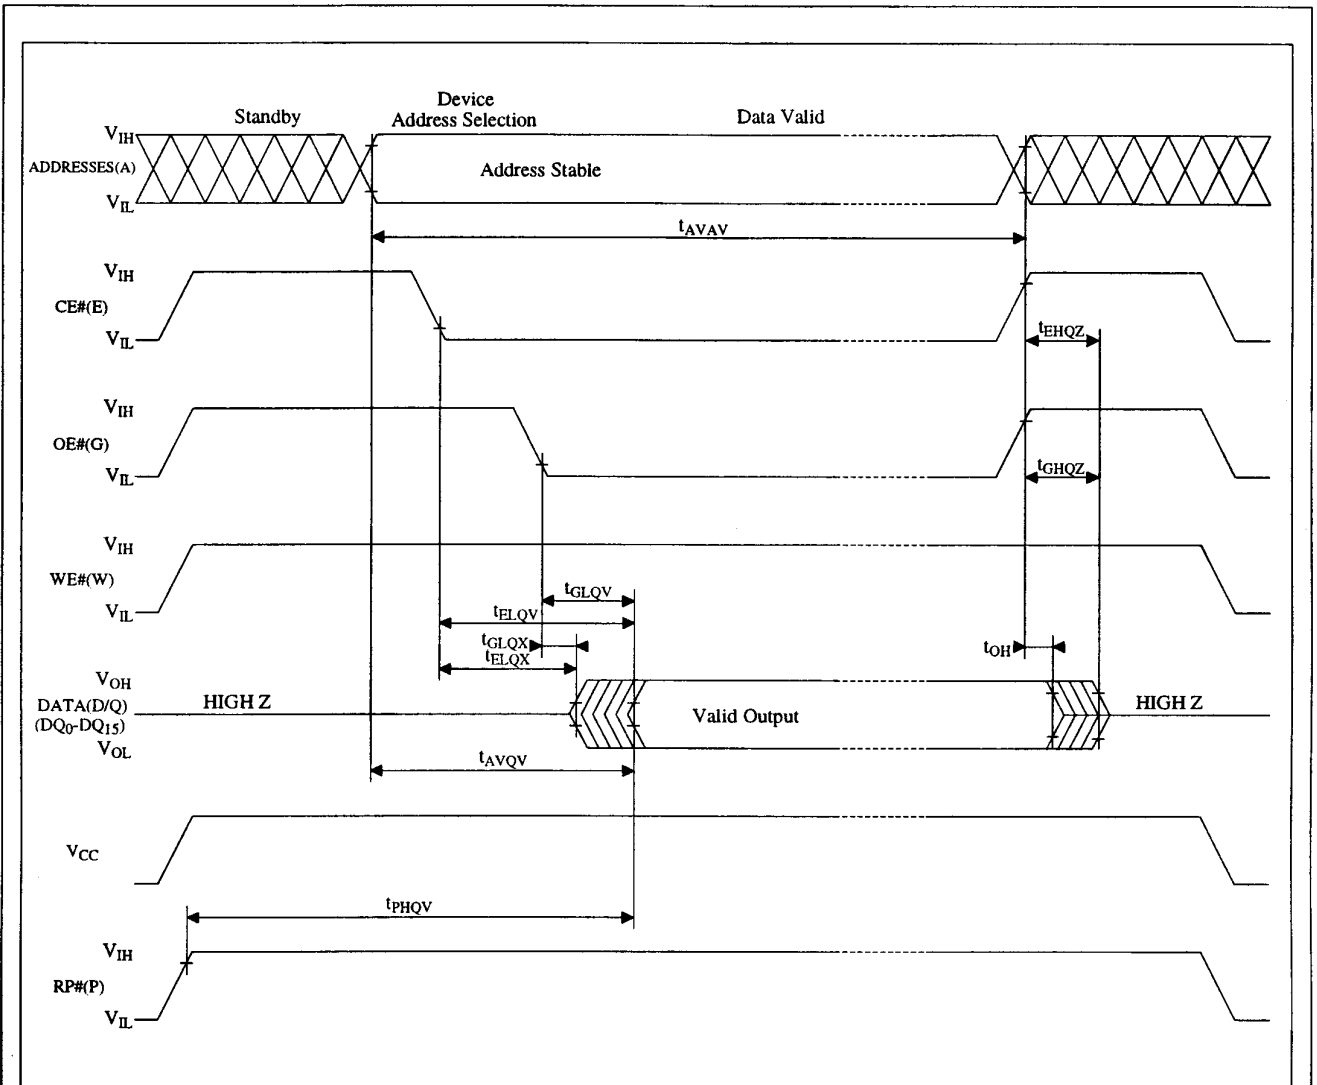 Standby
Device
Address Selection
Data Valid
VIH
ADDRESSES(A)
Address Stable
VIL
tAVAV
VIH
CE#(E)
VIL
tEHQZ
VIH
OE#(G)
VIL
tGHQZ
VIH
WE#(W)
VIL
tGLQV
tELQV
tGLQX
tELQX
tOH
VOH
DATA(D/Q)
(DQ0-DQ15)
VOL
HIGH Z
Valid Output
HIGH Z
tAVQV
VCC
tPHQV
VIH
RP#(P)
VIL